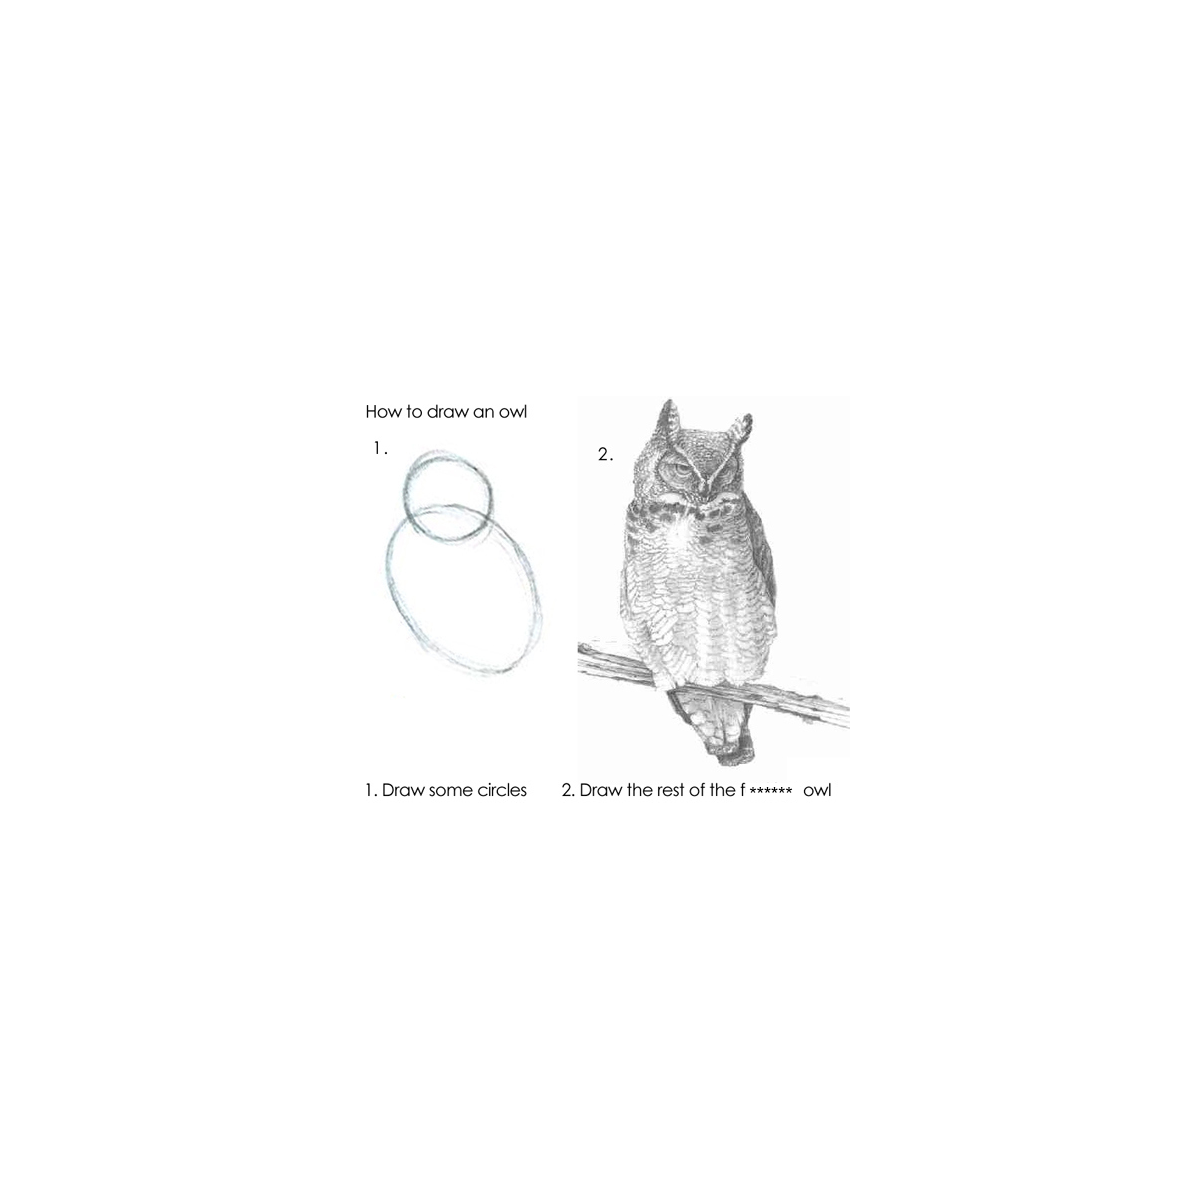 How to draw an owl
1.
2.
1. Draw some circles
2. Draw the rest of the f ****** owl